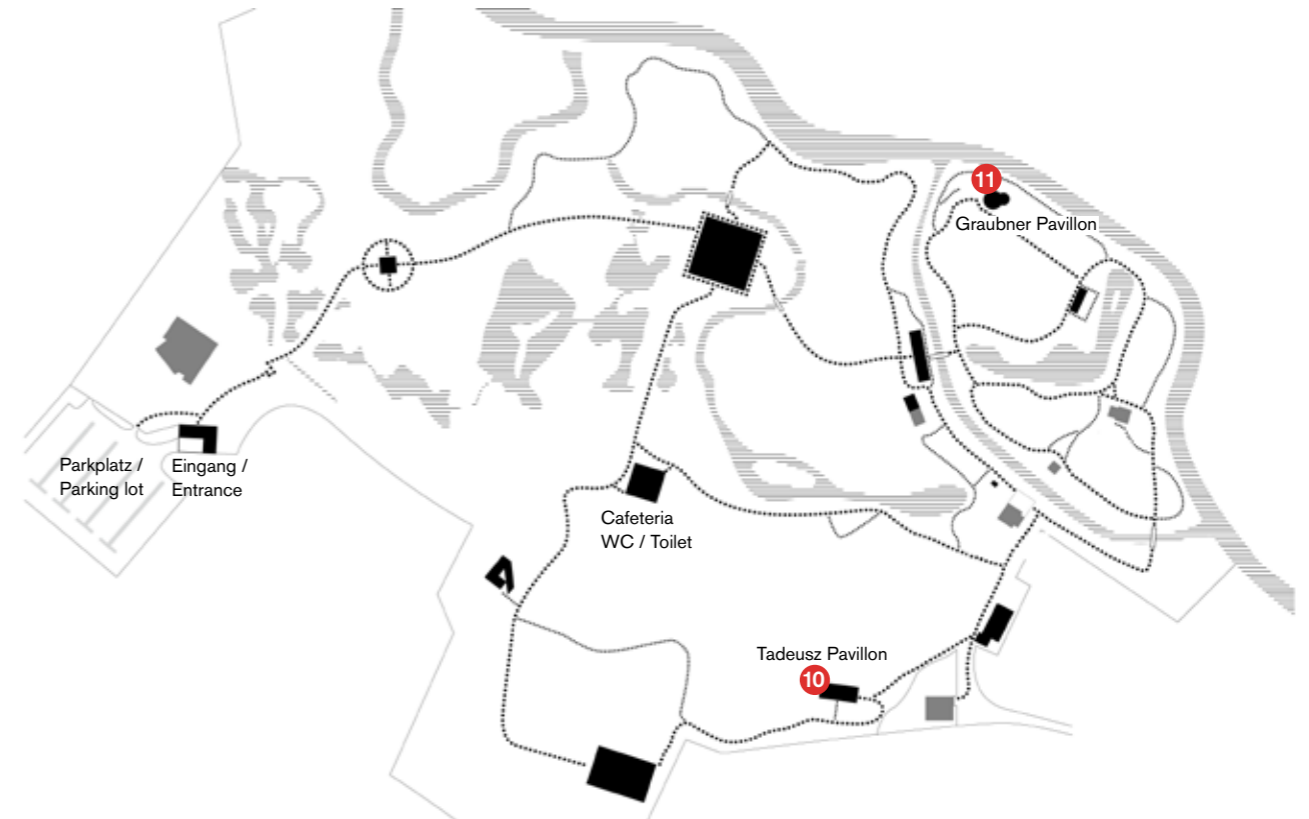 11
Graubner Pavillon
Parkplatz /
Parking lot
Eingang /
Entrance
Cafeteria
WC / Toilet
Tadeusz Pavillon
10